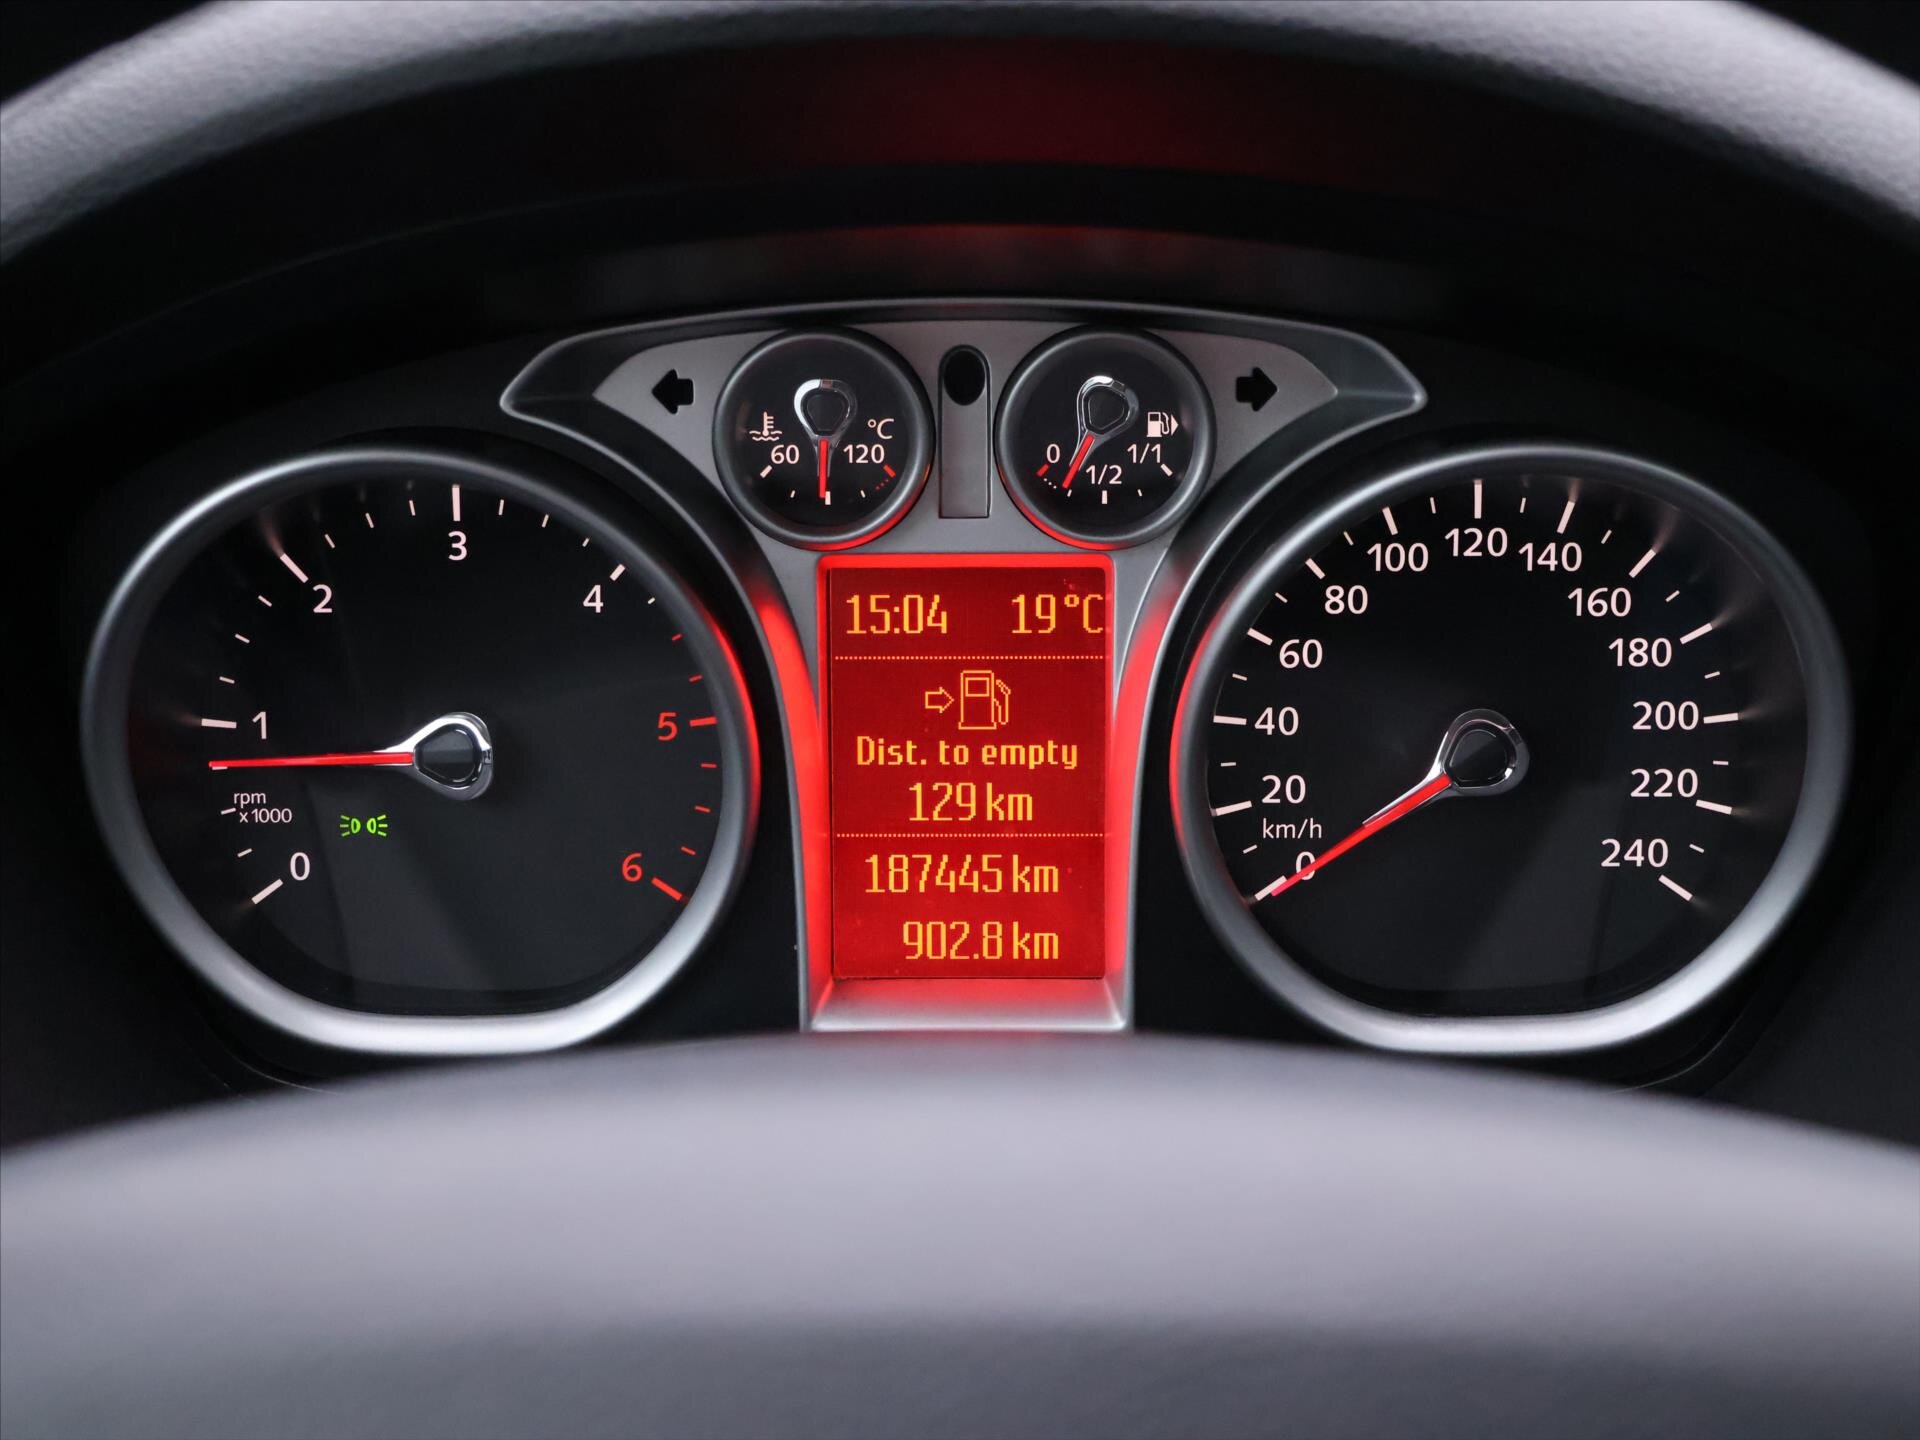 °C
60 120
0 1/2 1/1
0 1 2 3 4 5 6
rpm
x1000
15:04 19°C
Dist. to empty
129 km
187445 km
902.8 km
0 20 40 60 80 100 120 140 160 180 200 220 240
km/h